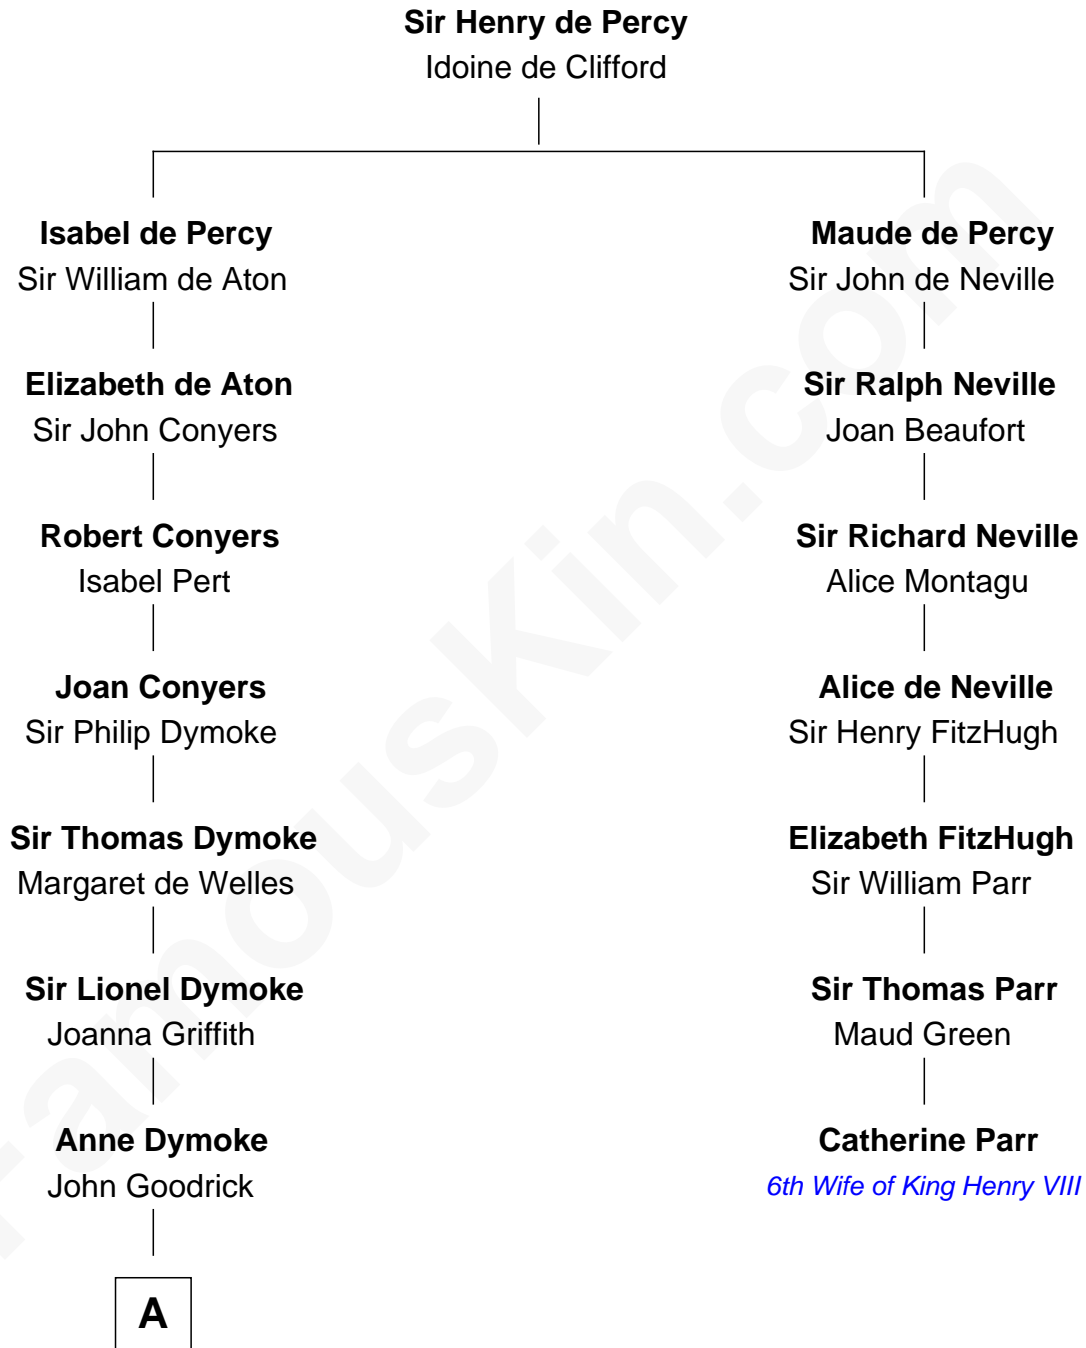 Sir Henry de Percy
Idoine de Clifford
Isabel de Percy
Sir William de Aton
Elizabeth de Aton
Sir John Conyers
Robert Conyers
Isabel Pert
Joan Conyers
Sir Philip Dymoke
Sir Thomas Dymoke
Margaret de Welles
Sir Lionel Dymoke
Joanna Griffith
Anne Dymoke
John Goodrick
A
Maude de Percy
Sir John de Neville
Sir Ralph Neville
Joan Beaufort
Sir Richard Neville
Alice Montagu
Alice de Neville
Sir Henry FitzHugh
Elizabeth FitzHugh
Sir William Parr
Sir Thomas Parr
Maud Green
Catherine Parr
6th Wife of King Henry VIII
FamousKin.com